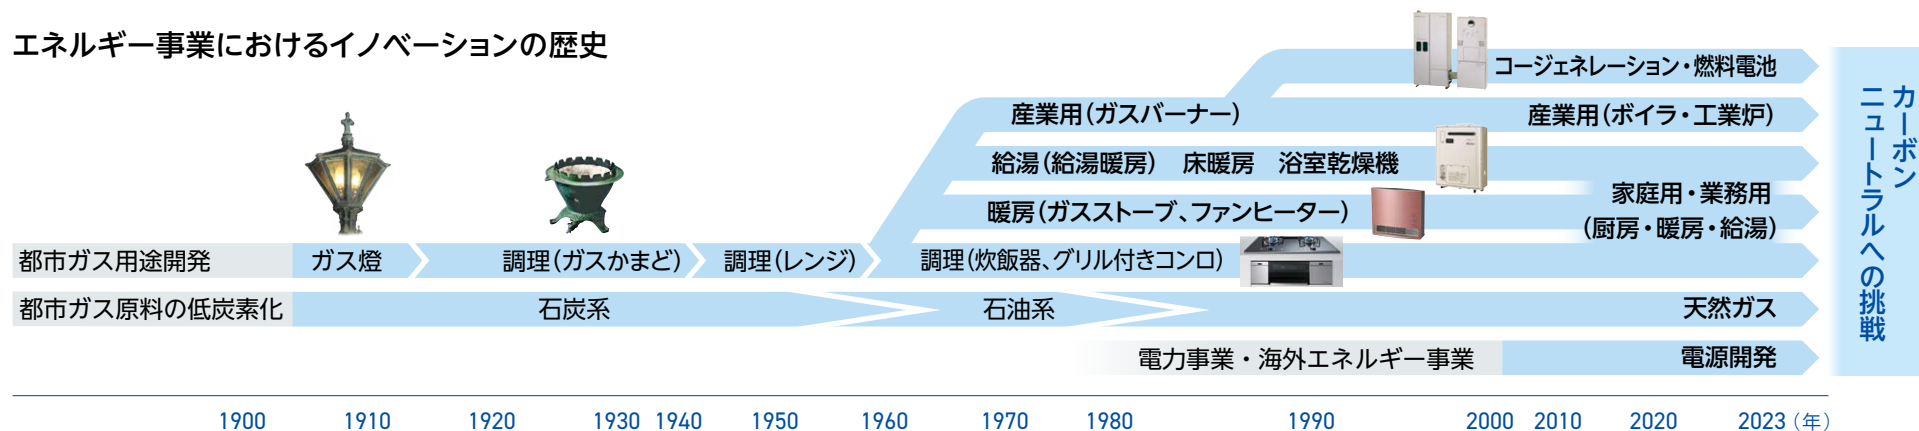 エネルギー事業におけるイノベーションの歴史
コージェネレーション・燃料電池
産業用（ガスバーナー）
産業用（ボイラ・工業炉）
給湯（給湯暖房） 床暖房 浴室乾燥機
暖房（ガスストーブ、ファンヒーター）
家庭用・業務用
（厨房・暖房・給湯）
都市ガス用途開発
ガス燈
調理（ガスかまど）
調理（レンジ）
調理（炊飯器、グリル付きコンロ）
都市ガス原料の低炭素化
石炭系
石油系
天然ガス
電力事業・海外エネルギー事業
電源開発
カーボン
ニュートラルへの挑戦
1900 1910 1920 1930 1940 1950 1960 1970 1980 1990 2000 2010 2020 2023（年）